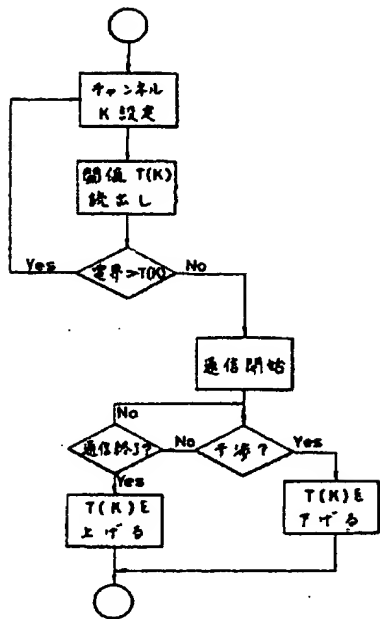 チャンネル
K 設定
閾値 T(K)
読出し
電界>T(K)
Yes
No
通信開始
No
通信終了?
No
干渉?
Yes
Yes
T(K)を
上げる
T(K)を
下げる